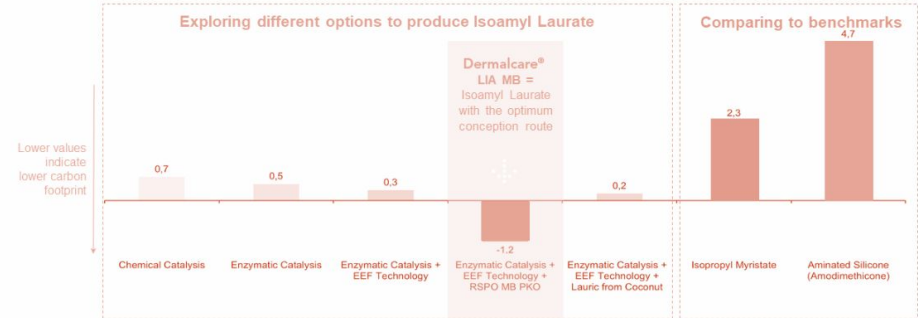 Exploring different options to produce Isoamyl Laurate
Comparing to benchmarks
Dermalcare®
LIA MB =
Isoamyl Laurate
with the optimum
conception route
Lower values
indicate
lower carbon
footprint
0,7
0,5
0,3
-1.2
0,2
2,3
4,7
Chemical Catalysis
Enzymatic Catalysis
Enzymatic Catalysis +
EEF Technology
Enzymatic Catalysis +
EEF Technology +
RSPO MB PKO
Enzymatic Catalysis +
EEF Technology +
Lauric from Coconut
Isopropyl Myristate
Aminated Silicone
(Amodimethicone)